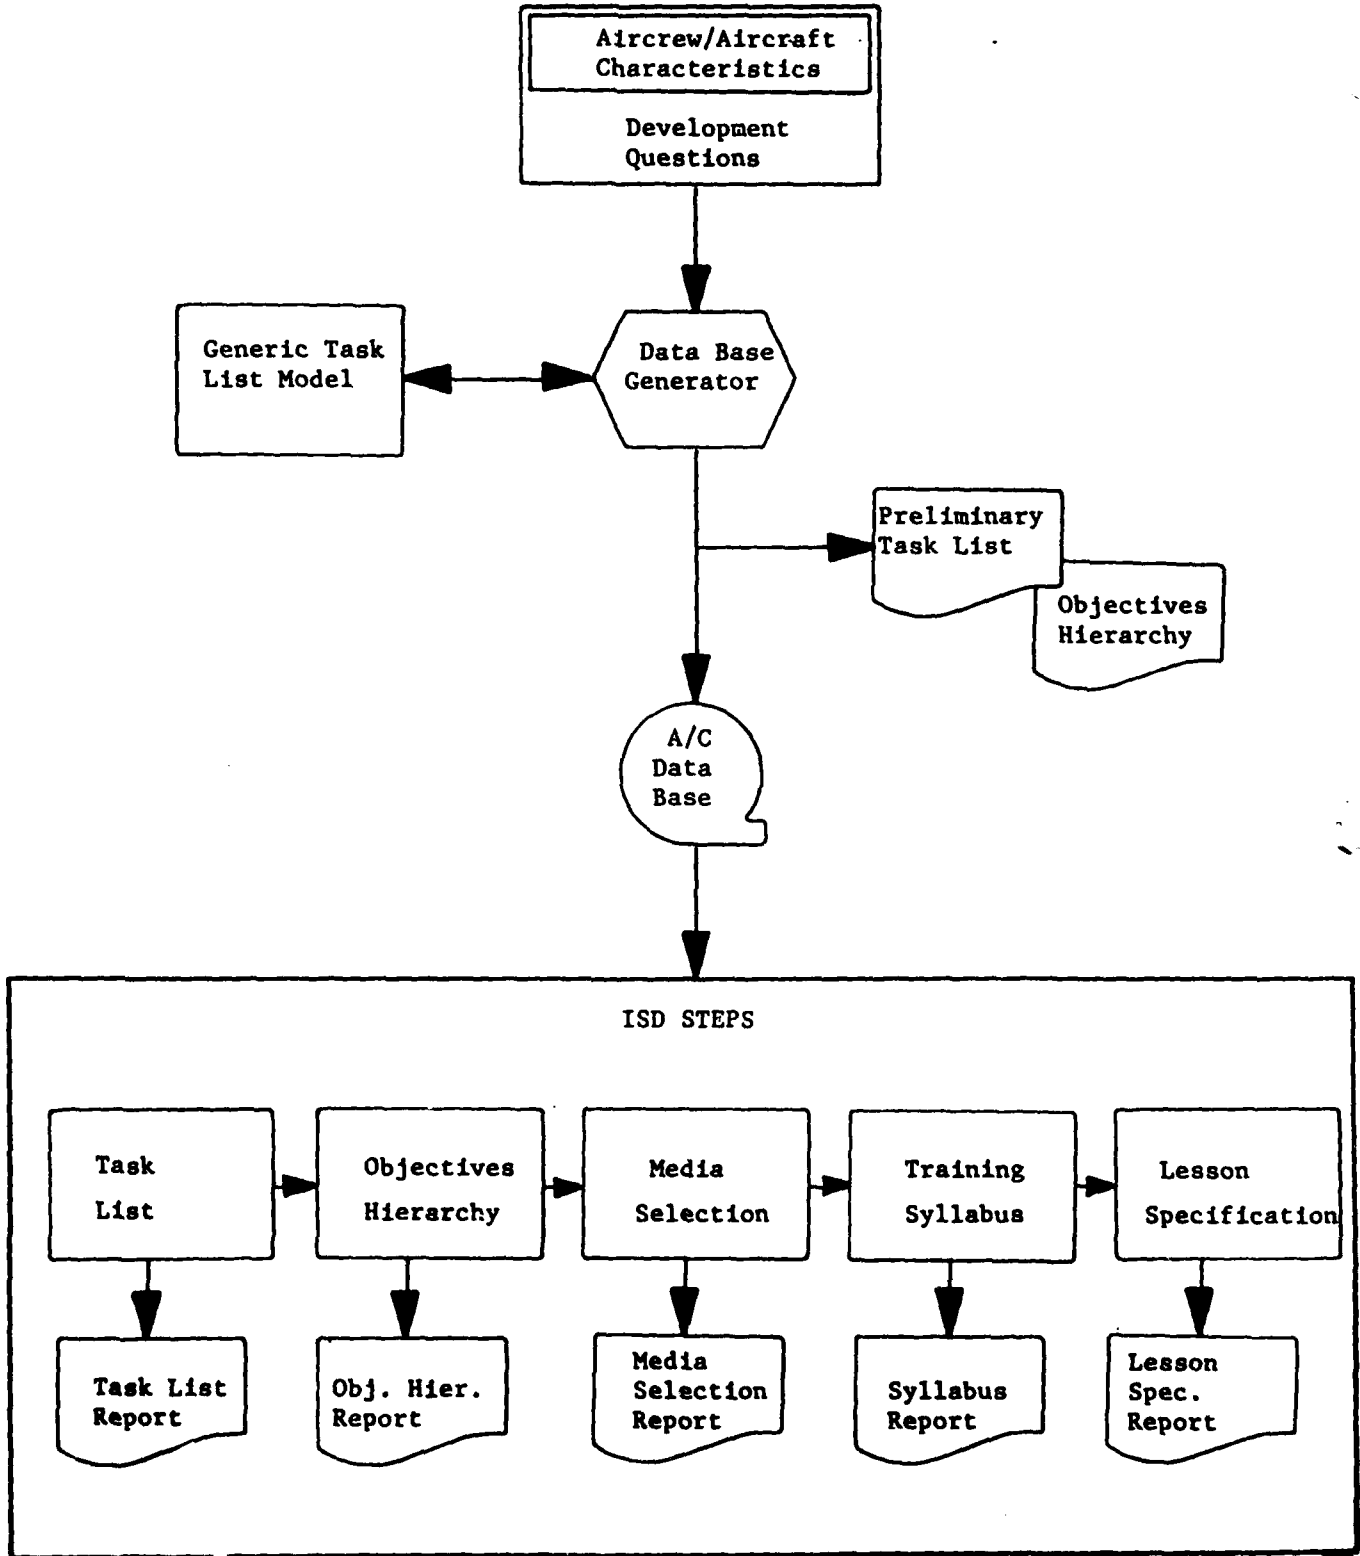 Aircrew/Aircraft
Characteristics
Development
Questions
Generic Task
List Model
Data Base
Generator
Preliminary
Task List
Objectives
Hierarchy
A/C
Data
Base
ISD STEPS
Task
List
Objectives
Hierarchy
Media
Selection
Training
Syllabus
Lesson
Specification
Task List
Report
Obj. Hier.
Report
Media
Selection
Report
Syllabus
Report
Lesson
Spec.
Report